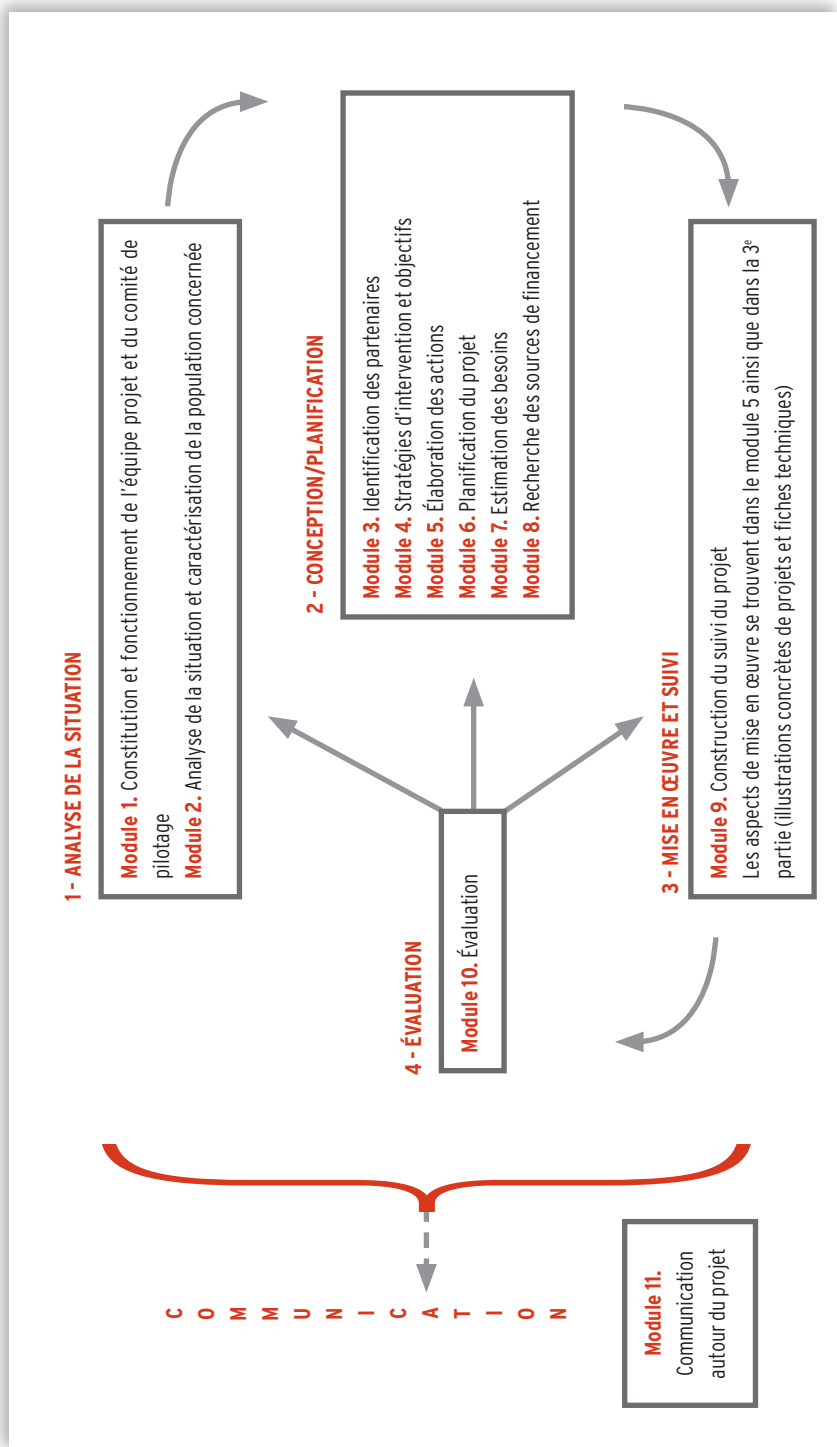 1 - ANALYSE DE LA SITUATION
Module 1. Constitution et fonctionnement de l'équipe projet et du comité de
pilotage
Module 2. Analyse de la situation et caractérisation de la population concernée
2 - CONCEPTION/PLANIFICATION
Module 3. Identification des partenaires
Module 4. Stratégies d'intervention et objectifs
Module 5. Élaboration des actions
Module 6. Planification du projet
Module 7. Estimation des besoins
Module 8. Recherche des sources de financement
3 - MISE EN ŒUVRE ET SUIVI
Module 9. Construction du suivi du projet
Les aspects de mise en œuvre se trouvent dans le module 5 ainsi que dans la 3e
partie (illustrations concrètes de projets et fiches techniques)
4 - ÉVALUATION
Module 10. Évaluation
COMMUNICATION
Module 11.
Communication
autour du projet